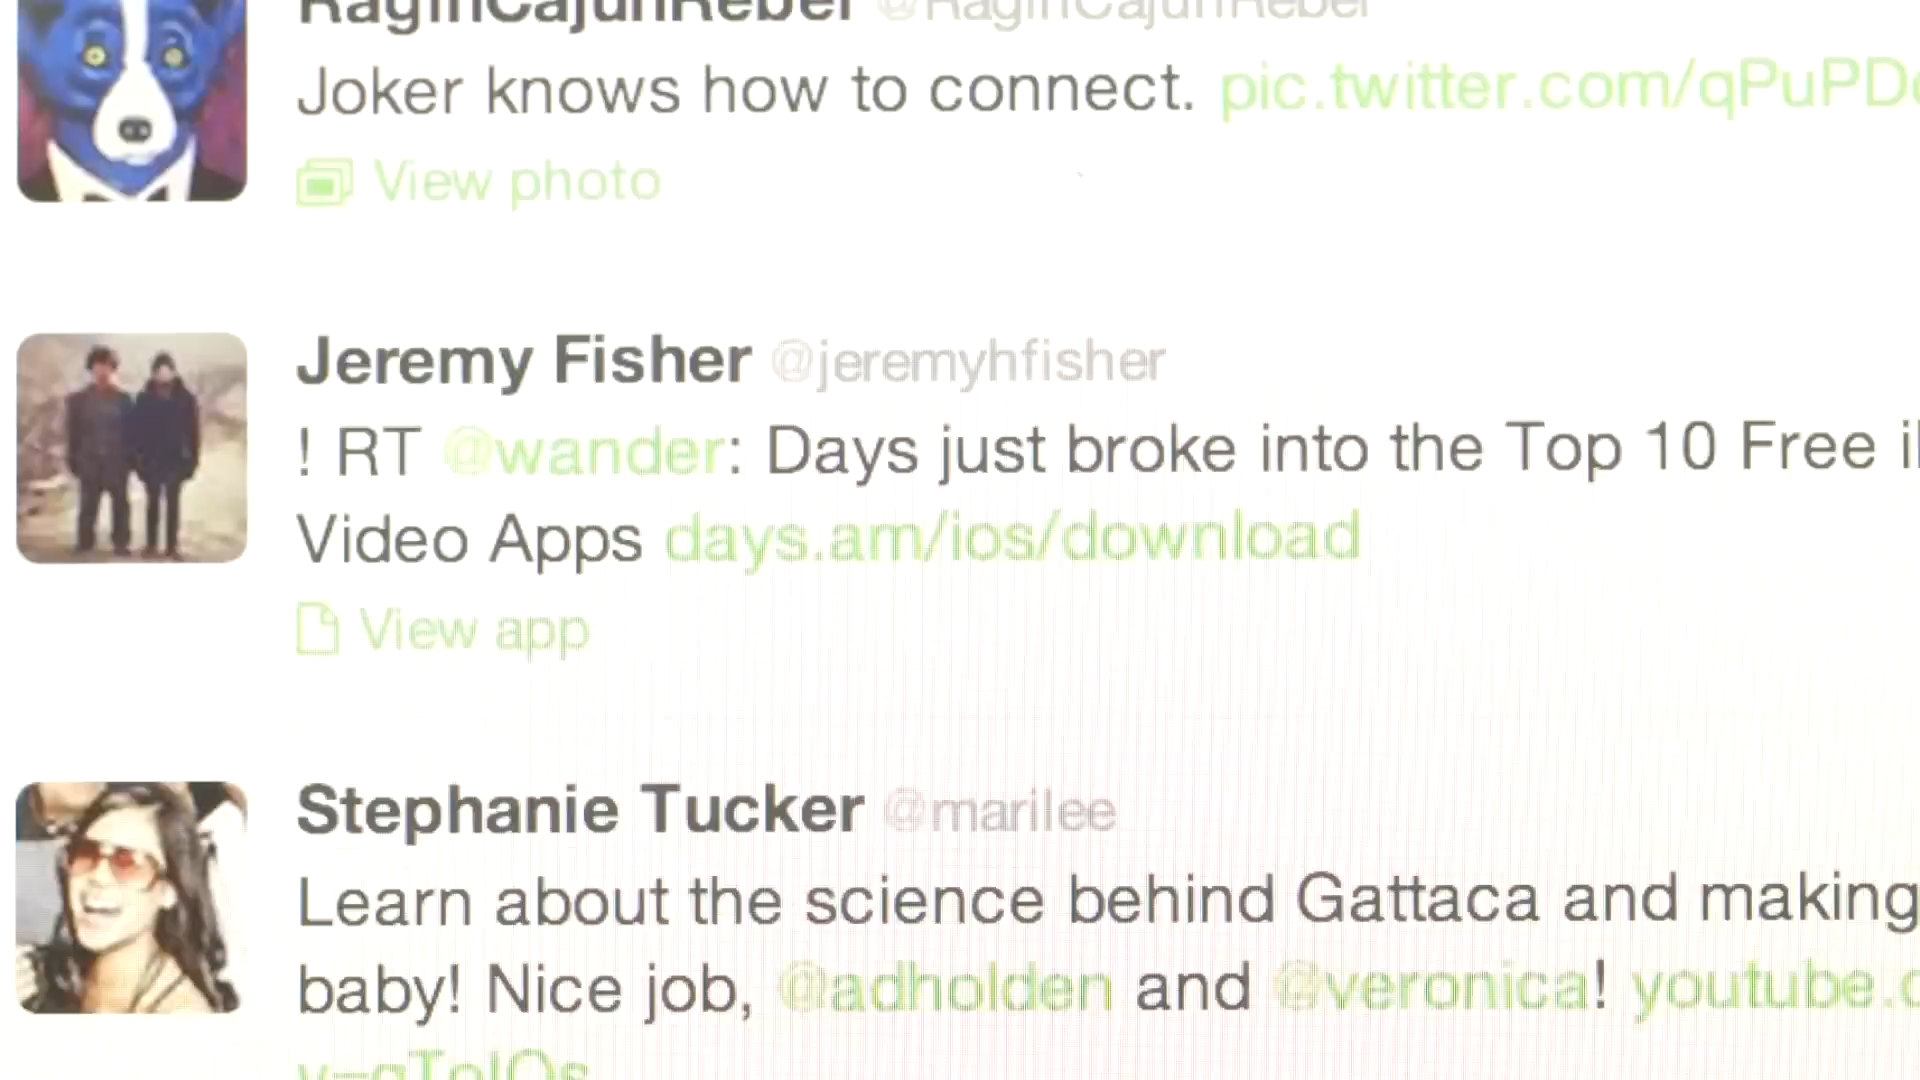 RaginCajunRebel @RaginCajunRebel
Joker knows how to connect. pic.twitter.com/qPuPD
View photo
Jeremy Fisher @jeremyhfisher
! RT @wander: Days just broke into the Top 10 Free
Video Apps days.am/ios/download
View app
Stephanie Tucker @marilee
Learn about the science behind Gattaca and making
baby! Nice job, @adholden and @veronica! youtube.